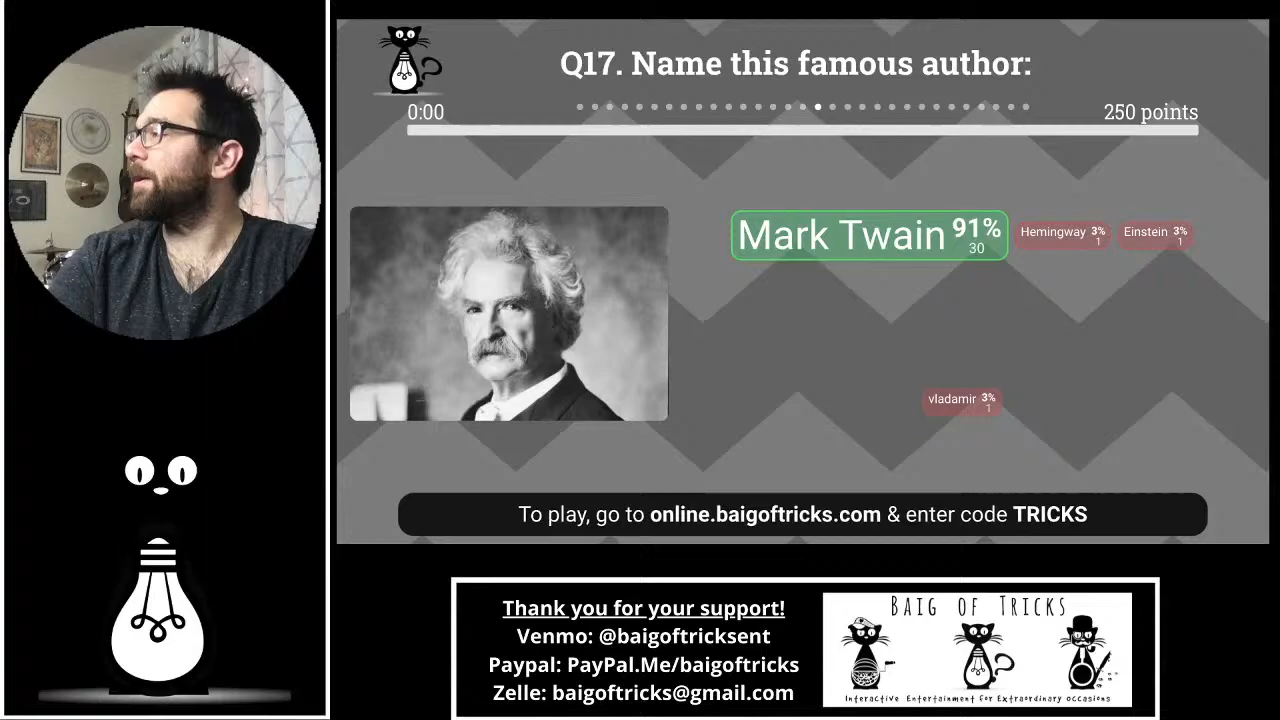 Q17. Name this famous author:
0:00
250 points
Mark Twain 91%
30
Hemingway 3%
1
Einstein 3%
1
vladamir 3%
1
To play, go to online.baigoftricks.com & enter code TRICKS
Thank you for your support!
Venmo: @baigoftricksent
Paypal: PayPal.Me/baigoftricks
Zelle: baigoftricks@gmail.com
BAIG OF TRICKS
Interactive Entertainment for Extraordinary occasions